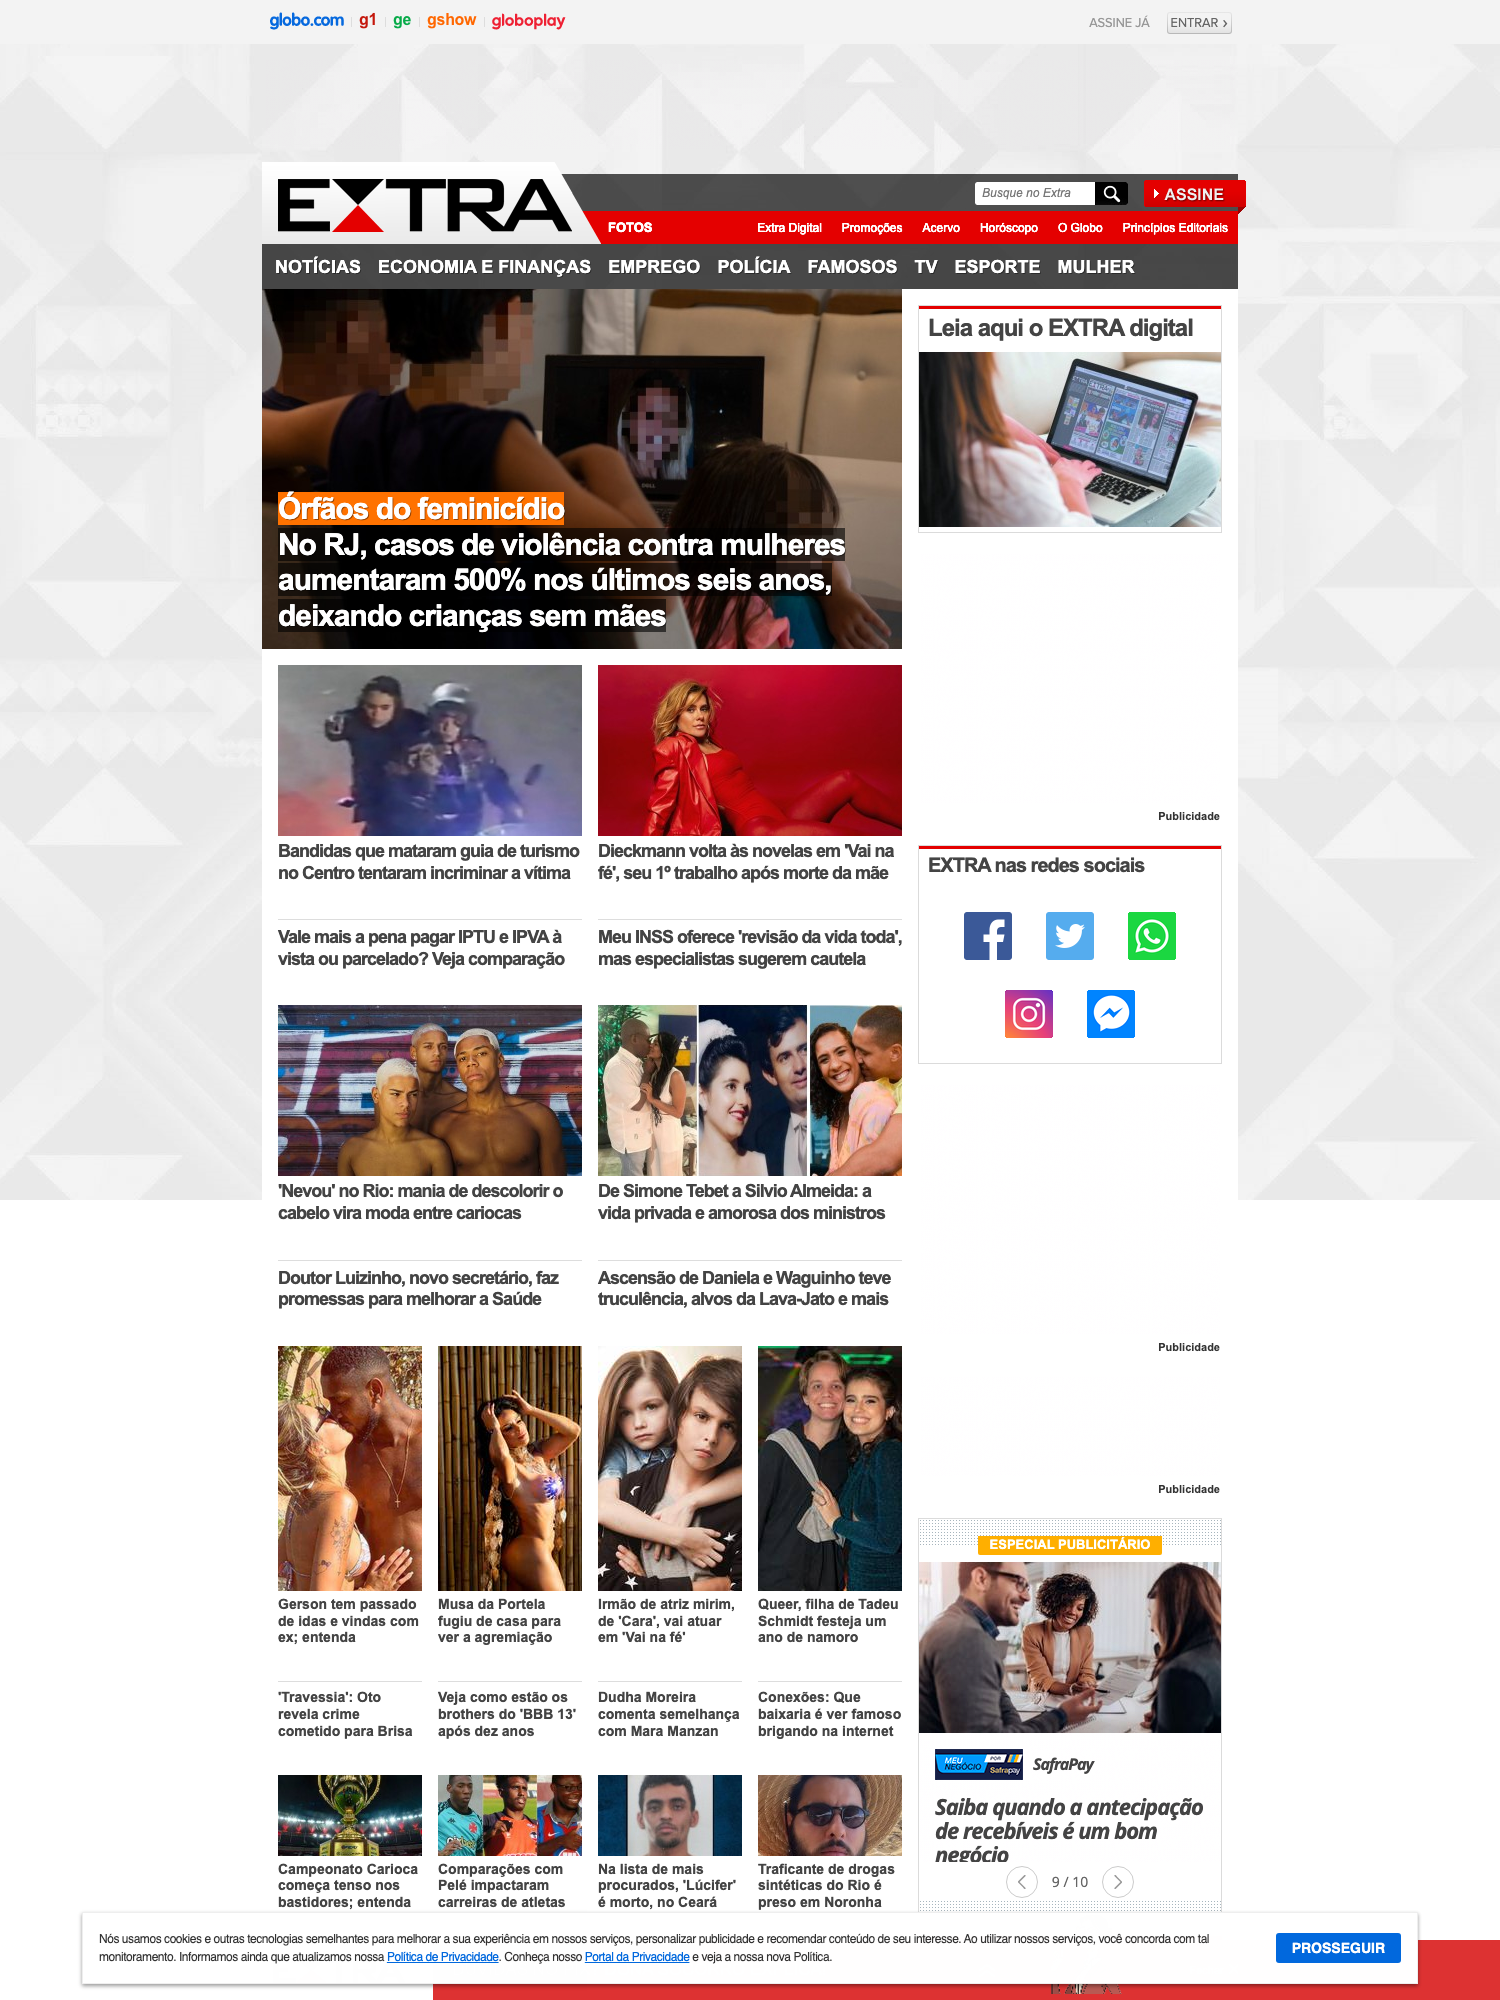 globo.com
g1
ge
gshow
globoplay
ASSINE JÁ
ENTRAR ›
EXTRA
Busque no Extra
ASSINE
FOTOS
Extra Digital
Promoções
Acervo
Horóscopo
O Globo
Princípios Editoriais
NOTÍCIAS
ECONOMIA E FINANÇAS
EMPREGO
POLÍCIA
FAMOSOS
TV
ESPORTE
MULHER
Órfãos do feminicídio
No RJ, casos de violência contra mulheres
aumentaram 500% nos últimos seis anos,
deixando crianças sem mães
Leia aqui o EXTRA digital
Bandidas que mataram guia de turismo
no Centro tentaram incriminar a vítima
Dieckmann volta às novelas em 'Vai na
fé', seu 1º trabalho após morte da mãe
Publicidade
EXTRA nas redes sociais
Vale mais a pena pagar IPTU e IPVA à
vista ou parcelado? Veja comparação
Meu INSS oferece 'revisão da vida toda',
mas especialistas sugerem cautela
'Nevou' no Rio: mania de descolorir o
cabelo vira moda entre cariocas
De Simone Tebet a Silvio Almeida: a
vida privada e amorosa dos ministros
Doutor Luizinho, novo secretário, faz
promessas para melhorar a Saúde
Ascensão de Daniela e Waguinho teve
truculência, alvos da Lava-Jato e mais
Publicidade
Publicidade
Gerson tem passado
de idas e vindas com
ex; entenda
Musa da Portela
fugiu de casa para
ver a agremiação
Irmão de atriz mirim,
de 'Cara', vai atuar
em 'Vai na fé'
Queer, filha de Tadeu
Schmidt festeja um
ano de namoro
'Travessia': Oto
revela crime
cometido para Brisa
Veja como estão os
brothers do 'BBB 13'
após dez anos
Dudha Moreira
comenta semelhança
com Mara Manzan
Conexões: Que
baixaria é ver famoso
brigando na internet
Campeonato Carioca
começa tenso nos
bastidores; entenda
Comparações com
Pelé impactaram
carreiras de atletas
Na lista de mais
procurados, 'Lúcifer'
é morto, no Ceará
Traficante de drogas
sintéticas do Rio é
preso em Noronha
ESPECIAL PUBLICITÁRIO
MEU
NEGÓCIO
POR
Safrapay
SafraPay
Saiba quando a antecipação
de recebíveis é um bom
negócio
9 / 10
Nós usamos cookies e outras tecnologias semelhantes para melhorar a sua experiência em nossos serviços, personalizar publicidade e recomendar conteúdo de seu interesse. Ao utilizar nossos serviços, você concorda com tal
monitoramento. Informamos ainda que atualizamos nossa Política de Privacidade. Conheça nosso Portal da Privacidade e veja a nossa nova Política.
PROSSEGUIR